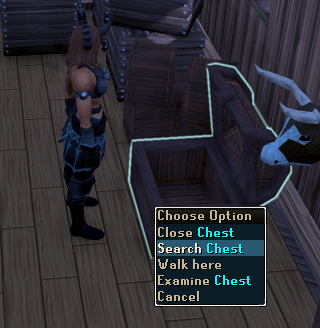 Choose Option
Close Chest
Search Chest
Walk here
Examine Chest
Cancel